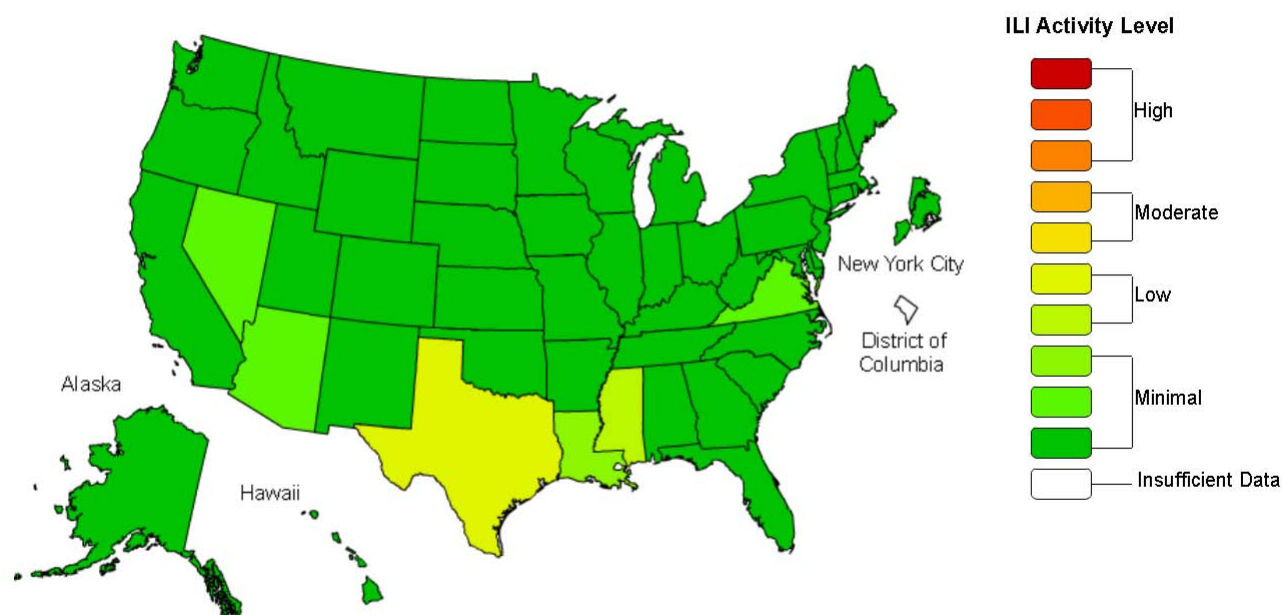 ILI Activity Level
High
Moderate
Low
Minimal
Insufficient Data
New York City
District of
Columbia
Alaska
Hawaii